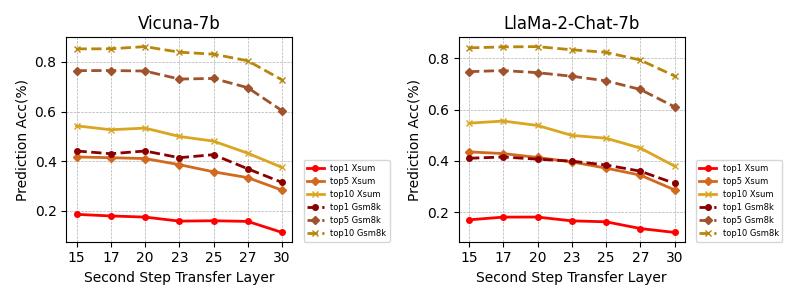 Vicuna-7b
Prediction Acc(%)
0.8
0.6
0.4
0.2
15 17 20 23 25 27 30
Second Step Transfer Layer
top1 Xsum
top5 Xsum
top10 Xsum
top1 Gsm8k
top5 Gsm8k
top10 Gsm8k
LlaMa-2-Chat-7b
Prediction Acc(%)
0.8
0.6
0.4
0.2
15 17 20 23 25 27 30
Second Step Transfer Layer
top1 Xsum
top5 Xsum
top10 Xsum
top1 Gsm8k
top5 Gsm8k
top10 Gsm8k